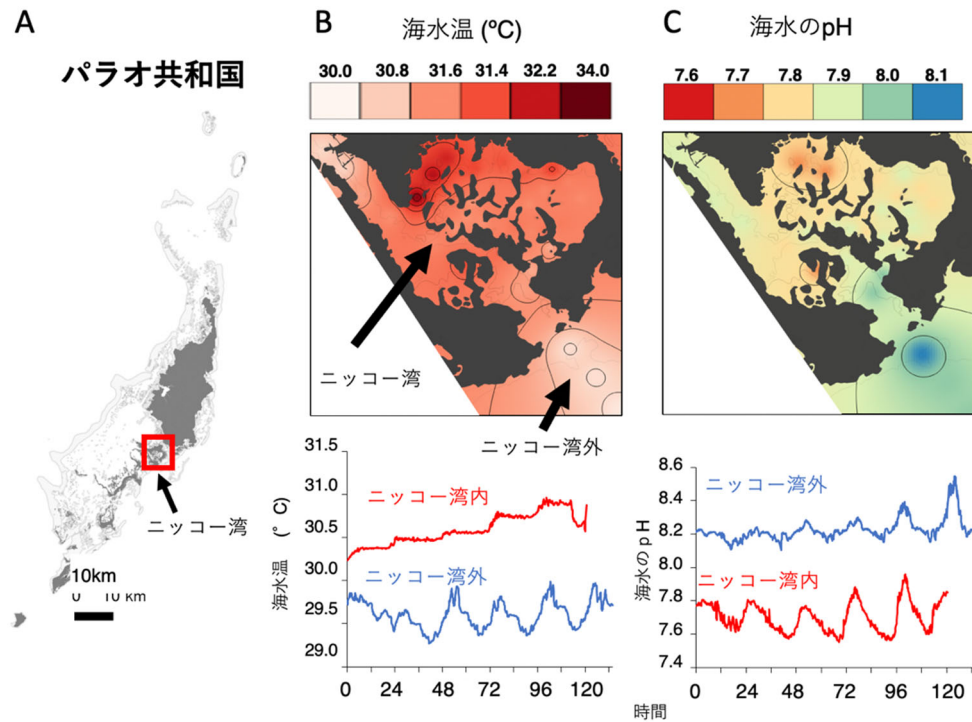 A
パラオ共和国
ニッコー湾
10km
0 10 km
B
海水温 (ºC)
30.0 30.8 31.6 31.4 32.2 34.0
ニッコー湾
ニッコー湾外
31.5
31.0
30.5
30.0
29.5
29.0
海水温 (° C)
ニッコー湾内
ニッコー湾外
0 24 48 72 96 120
C
海水のpH
7.6 7.7 7.8 7.9 8.0 8.1
8.6
8.4
8.2
8.0
7.8
7.6
7.4
海水のpH
ニッコー湾外
ニッコー湾内
0 24 48 72 96 120
時間